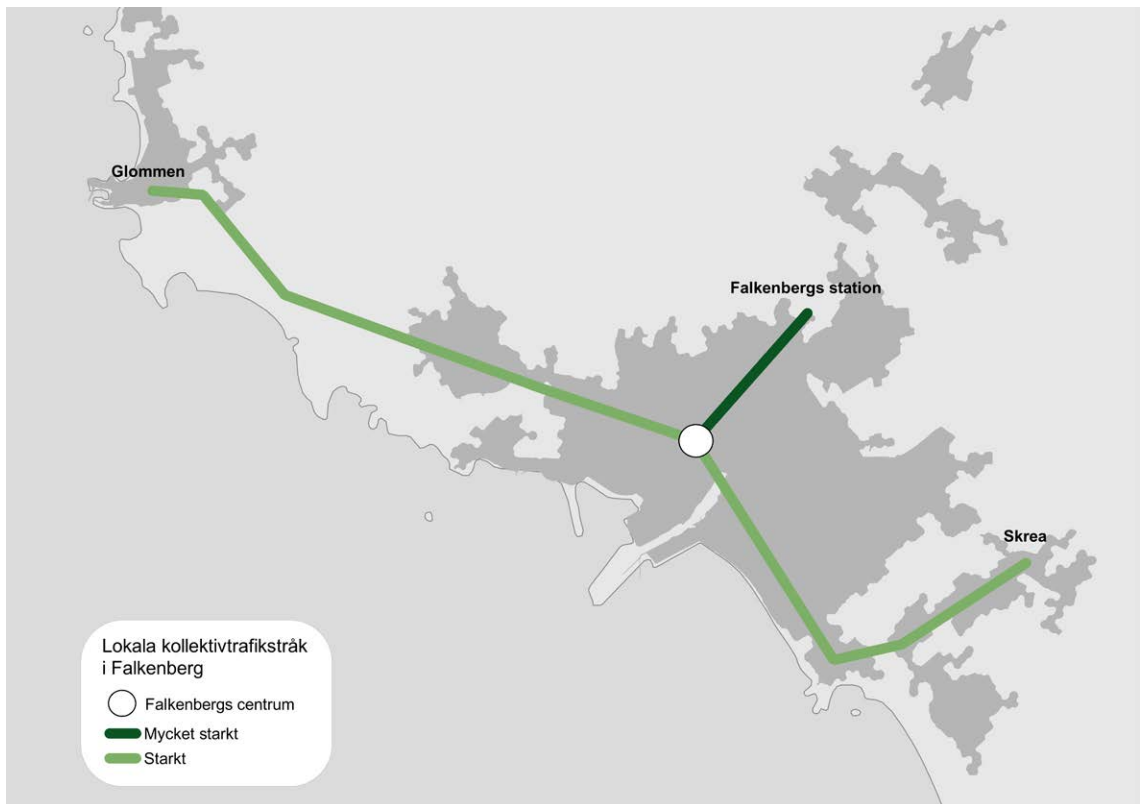 Glommen
Falkenbergs station
Skrea
Lokala kollektivtrafikstråk
i Falkenberg
Falkenbergs centrum
Mycket starkt
Starkt